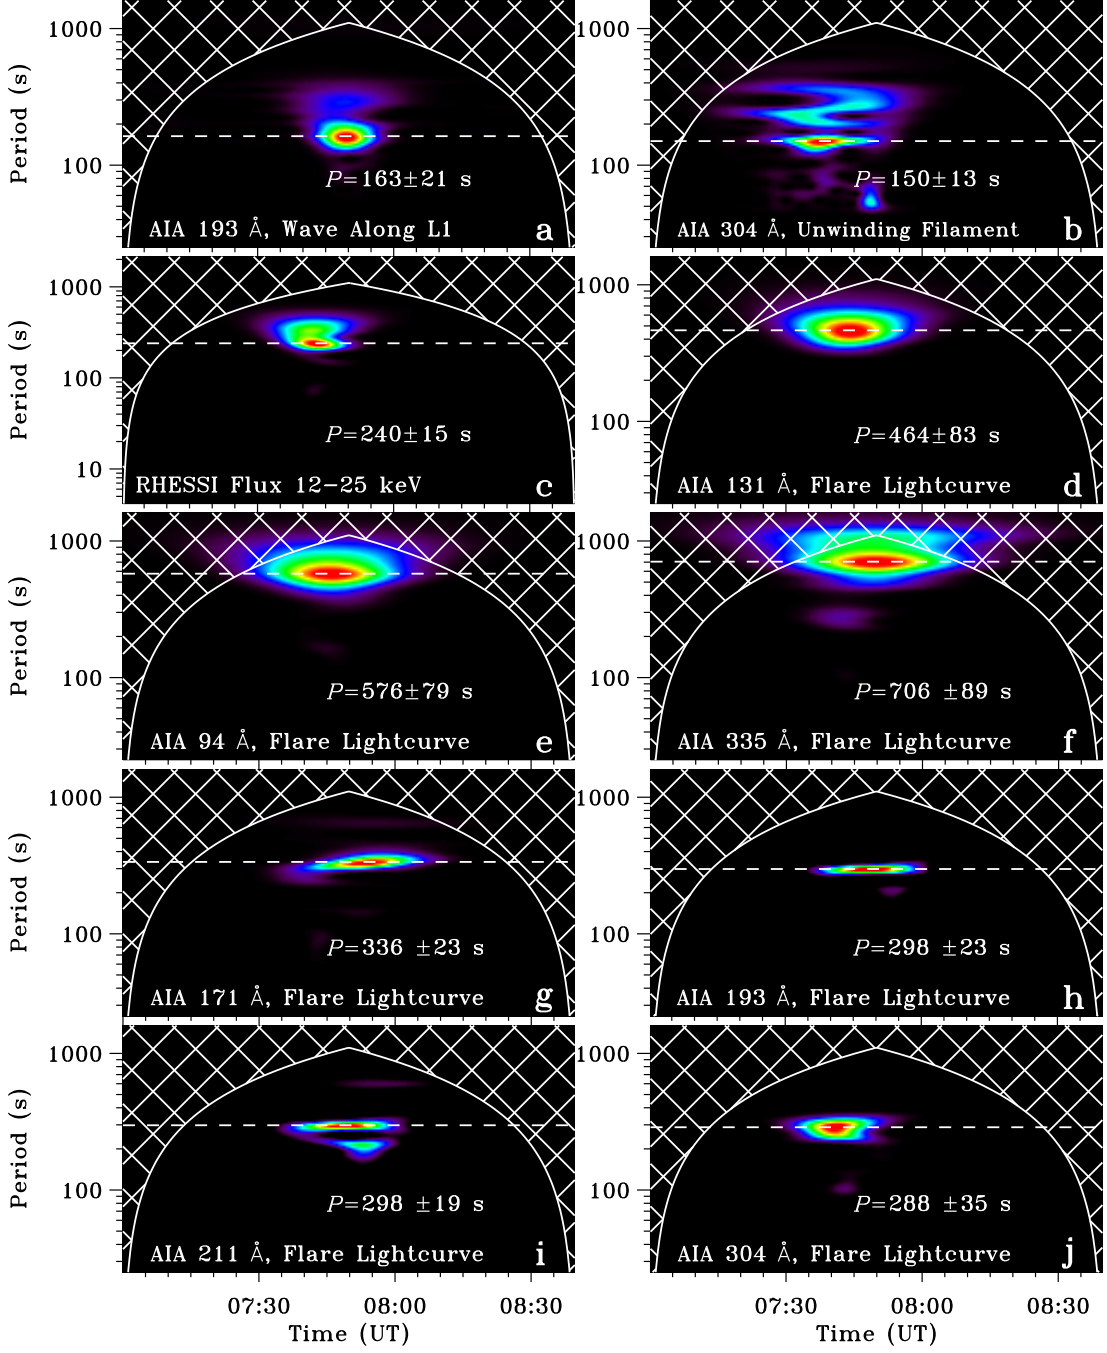 1000
100
Period (s)
P=163±21 s
AIA 193 Å, Wave Along L1
a
1000
100
P=150±13 s
AIA 304 Å, Unwinding Filament
b
1000
100
10
Period (s)
P=240±15 s
RHESSI Flux 12−25 keV
c
1000
100
P=464±83 s
AIA 131 Å, Flare Lightcurve
d
1000
100
Period (s)
P=576±79 s
AIA 94 Å, Flare Lightcurve
e
1000
100
P=706 ±89 s
AIA 335 Å, Flare Lightcurve
f
1000
100
Period (s)
P=336 ±23 s
AIA 171 Å, Flare Lightcurve
g
1000
100
P=298 ±23 s
AIA 193 Å, Flare Lightcurve
h
1000
100
Period (s)
P=298 ±19 s
AIA 211 Å, Flare Lightcurve
i
07:30 08:00 08:30
Time (UT)
1000
100
P=288 ±35 s
AIA 304 Å, Flare Lightcurve
j
07:30 08:00 08:30
Time (UT)